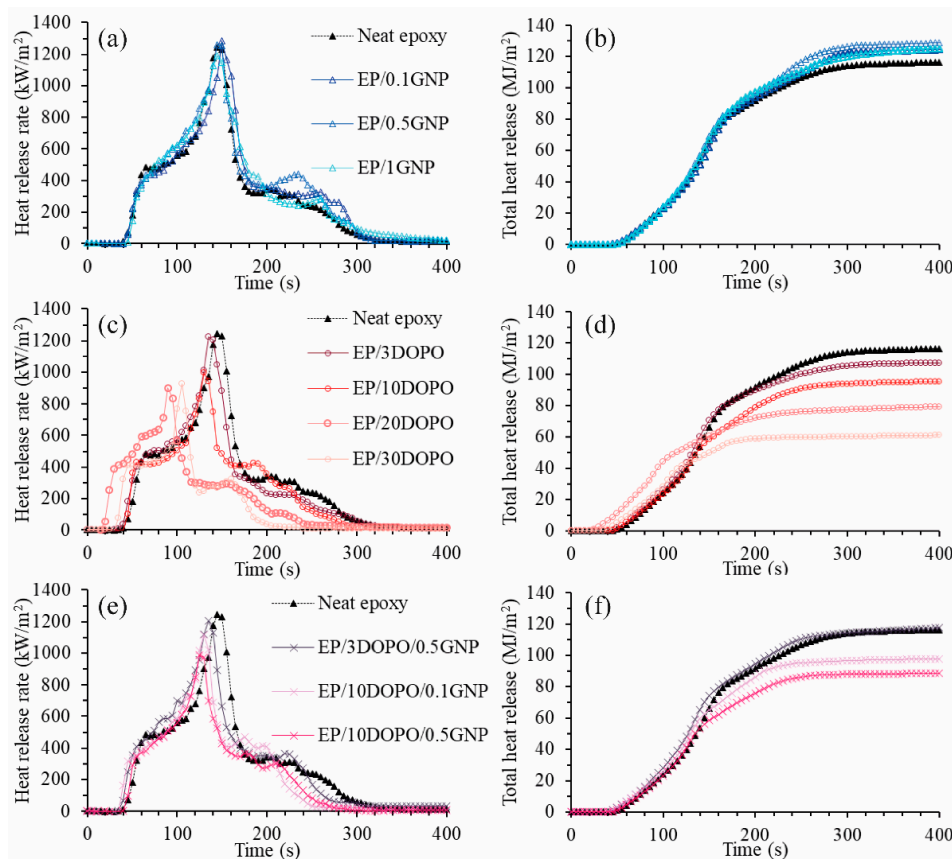 (a)
Heat release rate (kW/m²)
1400
1200
1000
800
600
400
200
0
Neat epoxy
EP/0.1GNP
EP/0.5GNP
EP/1GNP
0 100 200 300 400
Time (s)
(b)
Total heat release (MJ/m²)
140
120
100
80
60
40
20
0
0 100 200 300 400
Time (s)
(c)
Heat release rate (kW/m²)
1400
1200
1000
800
600
400
200
0
Neat epoxy
EP/3DOPO
EP/10DOPO
EP/20DOPO
EP/30DOPO
0 100 200 300 400
Time (s)
(d)
Total heat release (MJ/m²)
140
120
100
80
60
40
20
0
0 100 200 300 400
Time (s)
(e)
Heat release rate (kW/m²)
1400
1200
1000
800
600
400
200
0
Neat epoxy
EP/3DOPO/0.5GNP
EP/10DOPO/0.1GNP
EP/10DOPO/0.5GNP
0 100 200 300 400
Time (s)
(f)
Total heat release (MJ/m²)
140
120
100
80
60
40
20
0
0 100 200 300 400
Time (s)